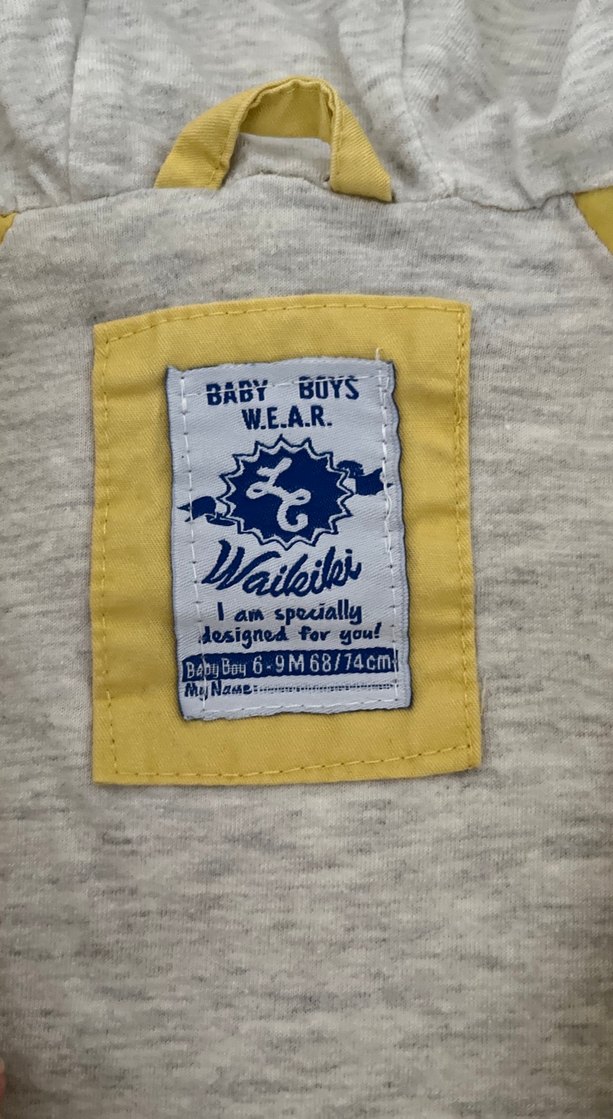 BABY BOYS
W.E.A.R.
LC
Waikiki
I am specially
designed for you!
Baby Boy 6-9M 68/74cm
My Name: